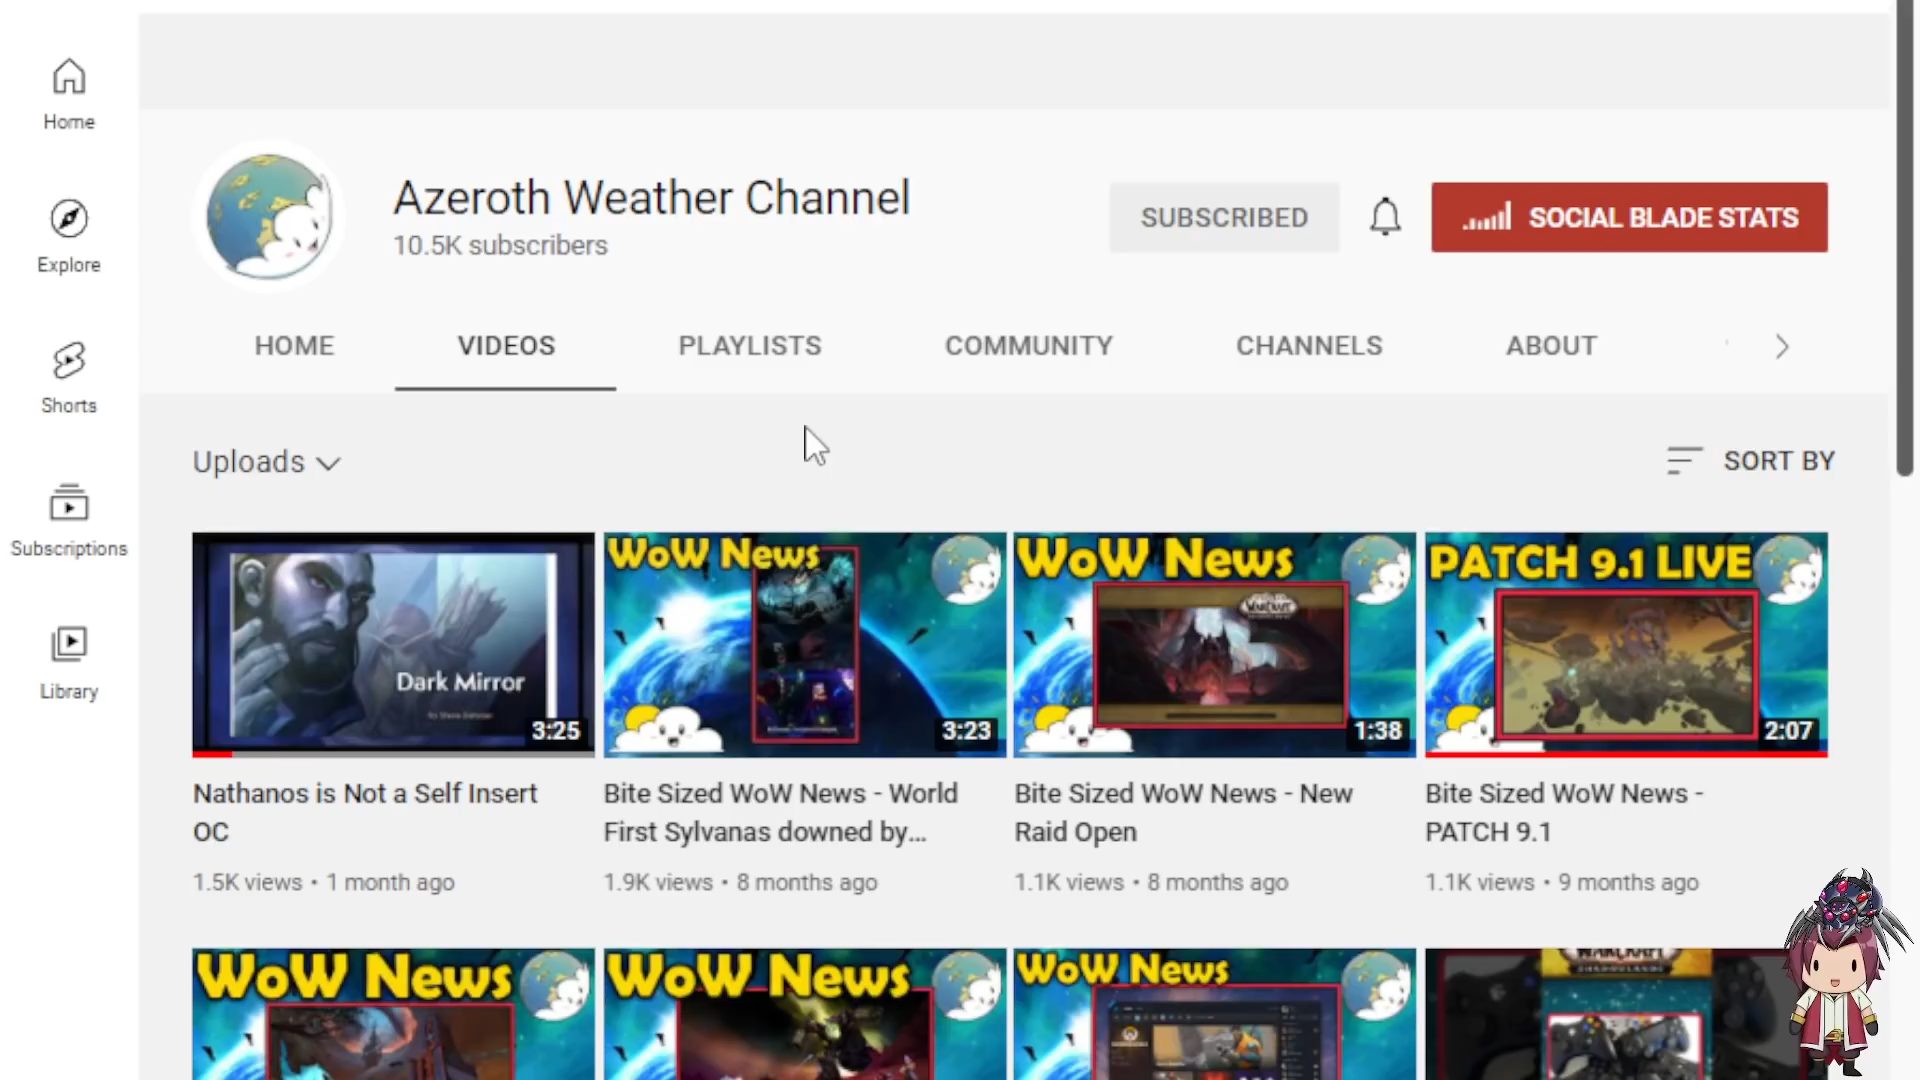 Home
Explore
Shorts
Subscriptions
Library
Azeroth Weather Channel
10.5K subscribers
SUBSCRIBED
SOCIAL BLADE STATS
HOME
VIDEOS
PLAYLISTS
COMMUNITY
CHANNELS
ABOUT
Uploads
SORT BY
Dark Mirror
3:25
WoW News
3:23
WoW News
WARCRAFT
1:38
PATCH 9.1 LIVE
2:07
Nathanos is Not a Self Insert
OC
1.5K views • 1 month ago
Bite Sized WoW News - World
First Sylvanas downed by...
1.9K views • 8 months ago
Bite Sized WoW News - New
Raid Open
1.1K views • 8 months ago
Bite Sized WoW News -
PATCH 9.1
1.1K views • 9 months ago
WoW News
WoW News
WoW News
WARCRAFT